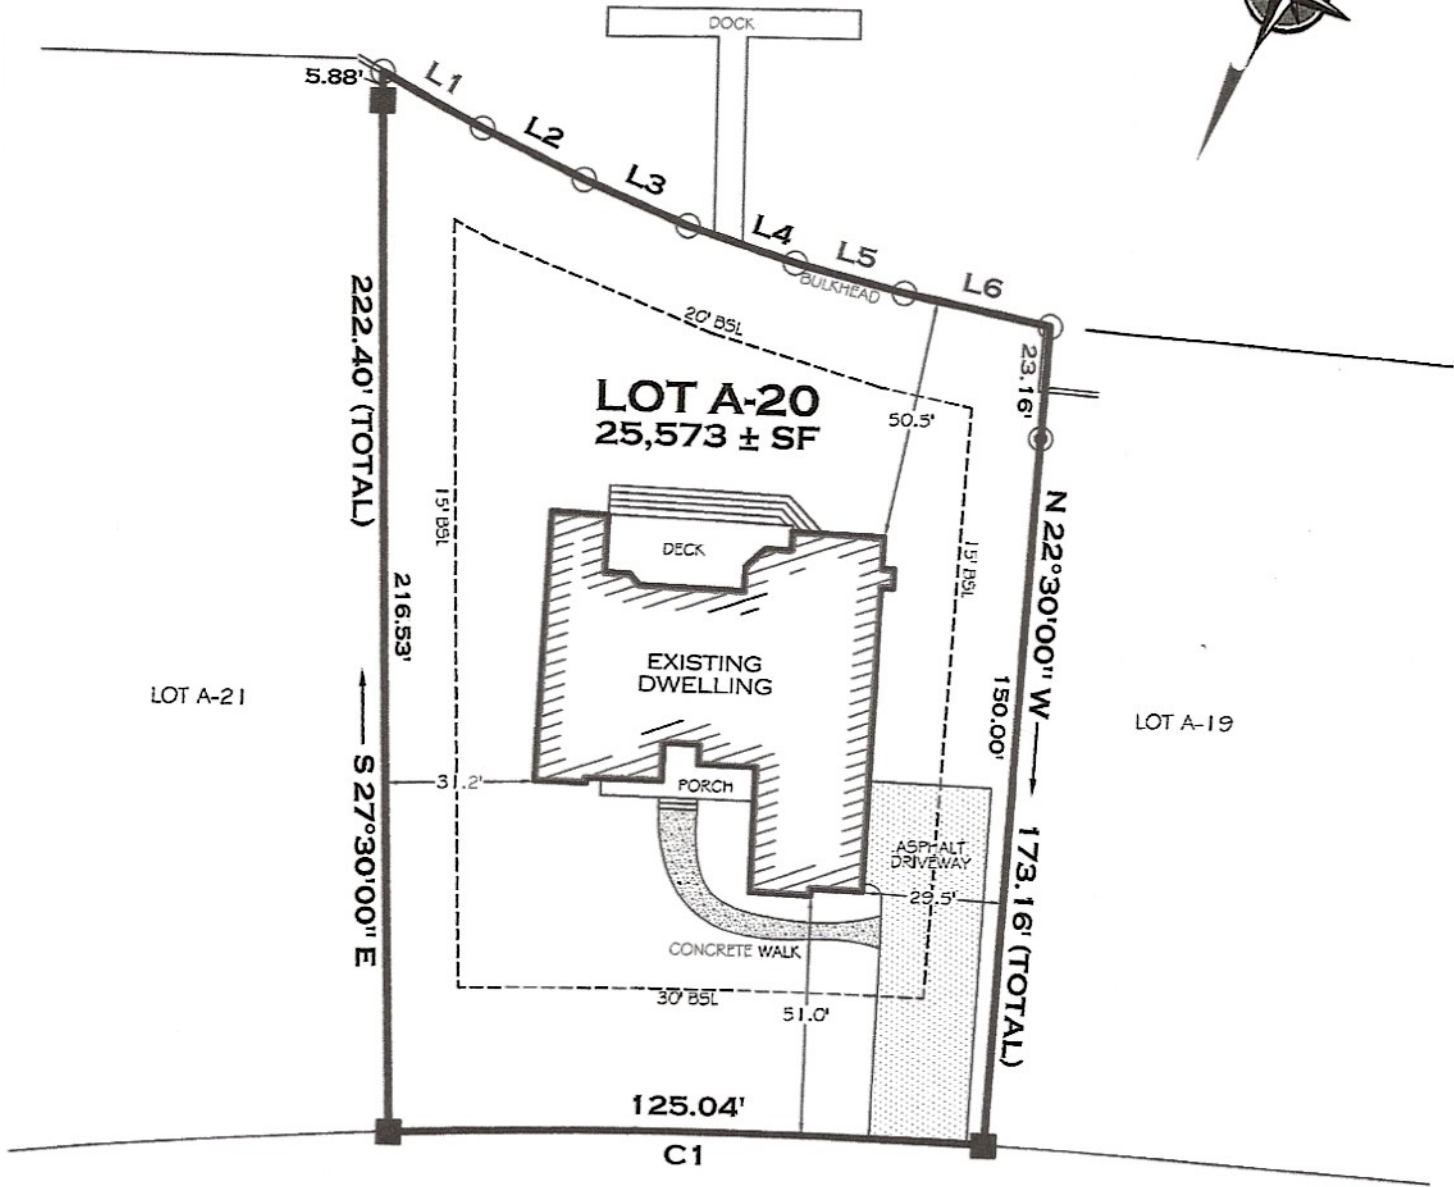 DOCK
5.88'
L1
L2
L3
L4
L5
L6
BULKHEAD
20' BSL
LOT A-20
25,573 ± SF
50.5'
23.16'
222.40' (TOTAL)
15' BSL
DECK
15' BSL
N 22°30'00" W
216.53'
EXISTING
DWELLING
LOT A-21
150.00'
LOT A-19
S 27°30'00" E
31.2'
PORCH
ASPHALT
DRIVEWAY
173.16' (TOTAL)
29.5'
CONCRETE WALK
30' BSL
51.0'
125.04'
C1